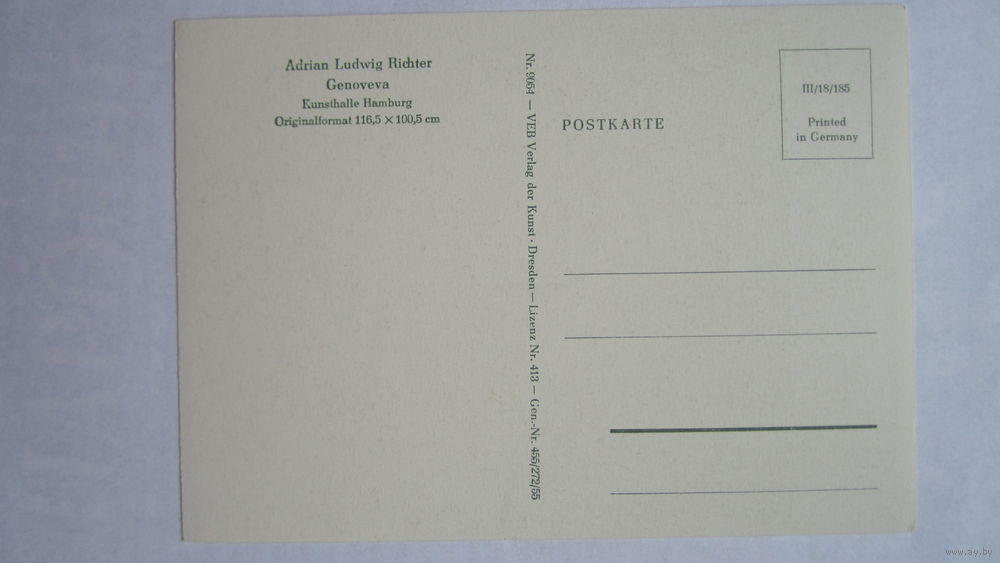 Adrian Ludwig Richter
Genoveva
Kunsthalle Hamburg
Originalformat 116,5 × 100,5 cm
Nr. 9054 — VEB Verlag der Kunst · Dresden — Lizenz Nr. 413 — Gen.-Nr. 455/272/55
POSTKARTE
III/18/185
Printed
in Germany
www.ay.by